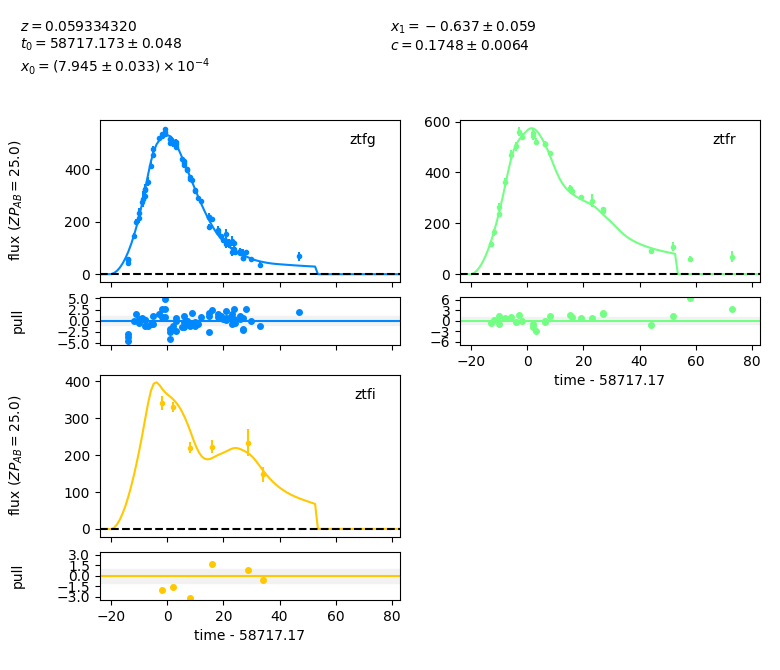 z = 0.059334320
t₀ = 58717.173 ± 0.048
x₀ = (7.945 ± 0.033) × 10⁻⁴
x₁ = −0.637 ± 0.059
c = 0.1748 ± 0.0064
flux (ZP_AB = 25.0)
ztfg
400
200
0
ztfr
600
400
200
0
pull
5.0
2.5
0.0
−2.5
−5.0
6
3
0
−3
−6
−20 0 20 40 60 80
time - 58717.17
flux (ZP_AB = 25.0)
ztfi
400
300
200
100
0
pull
3.0
1.5
0.0
−1.5
−3.0
−20 0 20 40 60 80
time - 58717.17